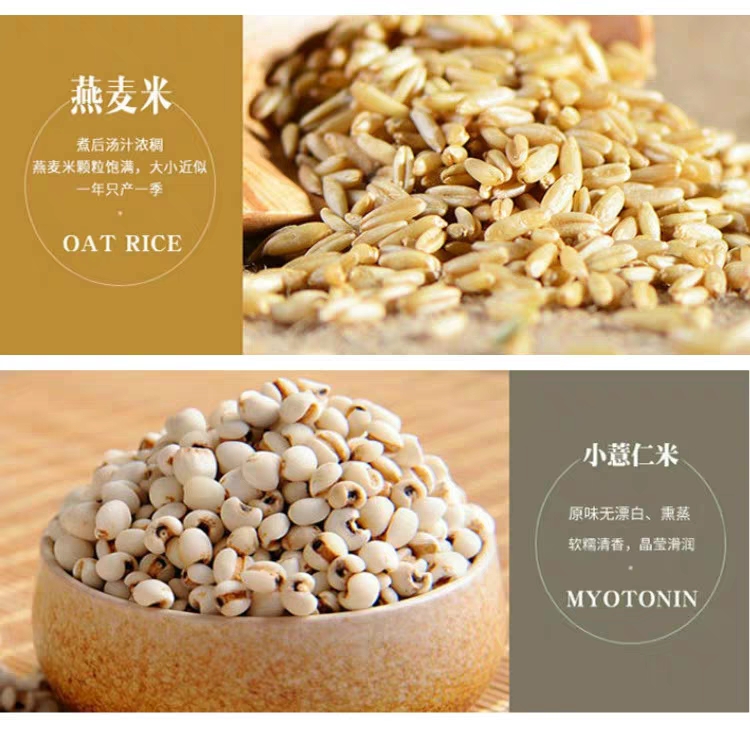 燕麦米
煮后汤汁浓稠
燕麦米颗粒饱满，大小近似
一年只产一季
OAT RICE
小薏仁米
原味无漂白、熏蒸
软糯清香，晶莹滑润
MYOTONIN